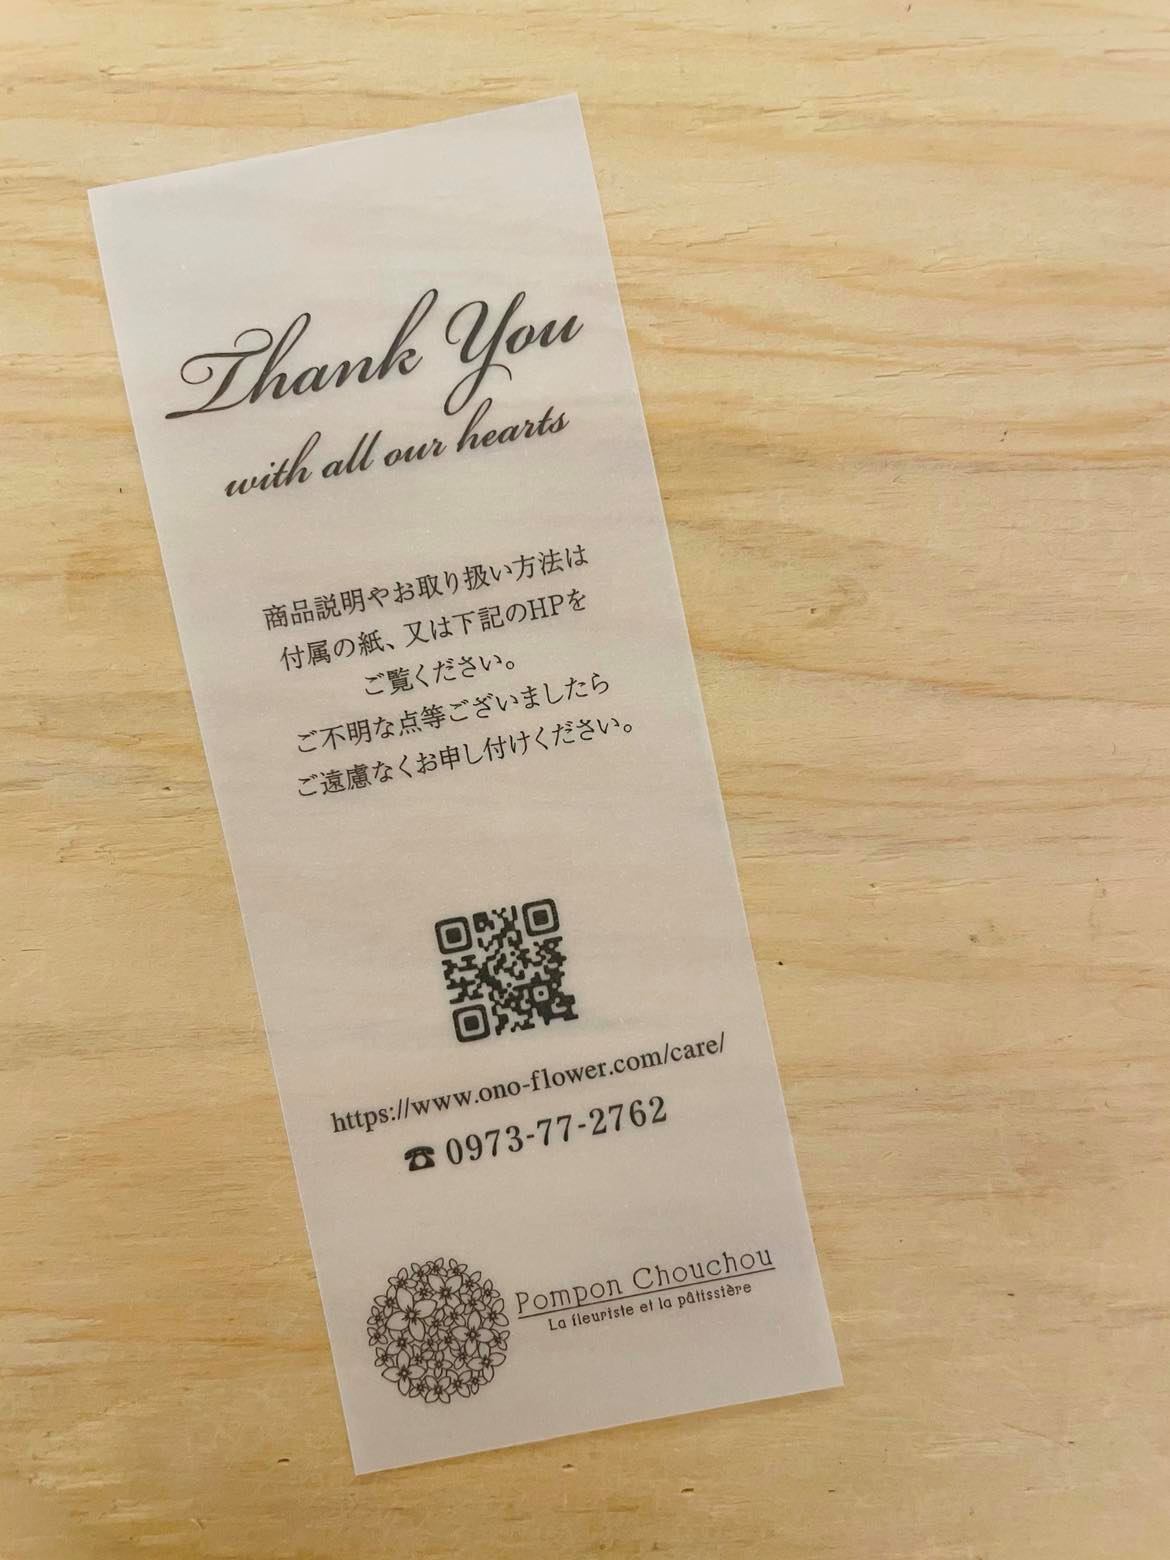 Thank You
with all our hearts
商品説明やお取り扱い方法は
付属の紙、又は下記のHPを
ご覧ください。
ご不明な点等ございましたら
ご遠慮なくお申し付けください。
https://www.ono-flower.com/care/
☎ 0973-77-2762
Pompon Chouchou
La fleuriste et la pâtissière